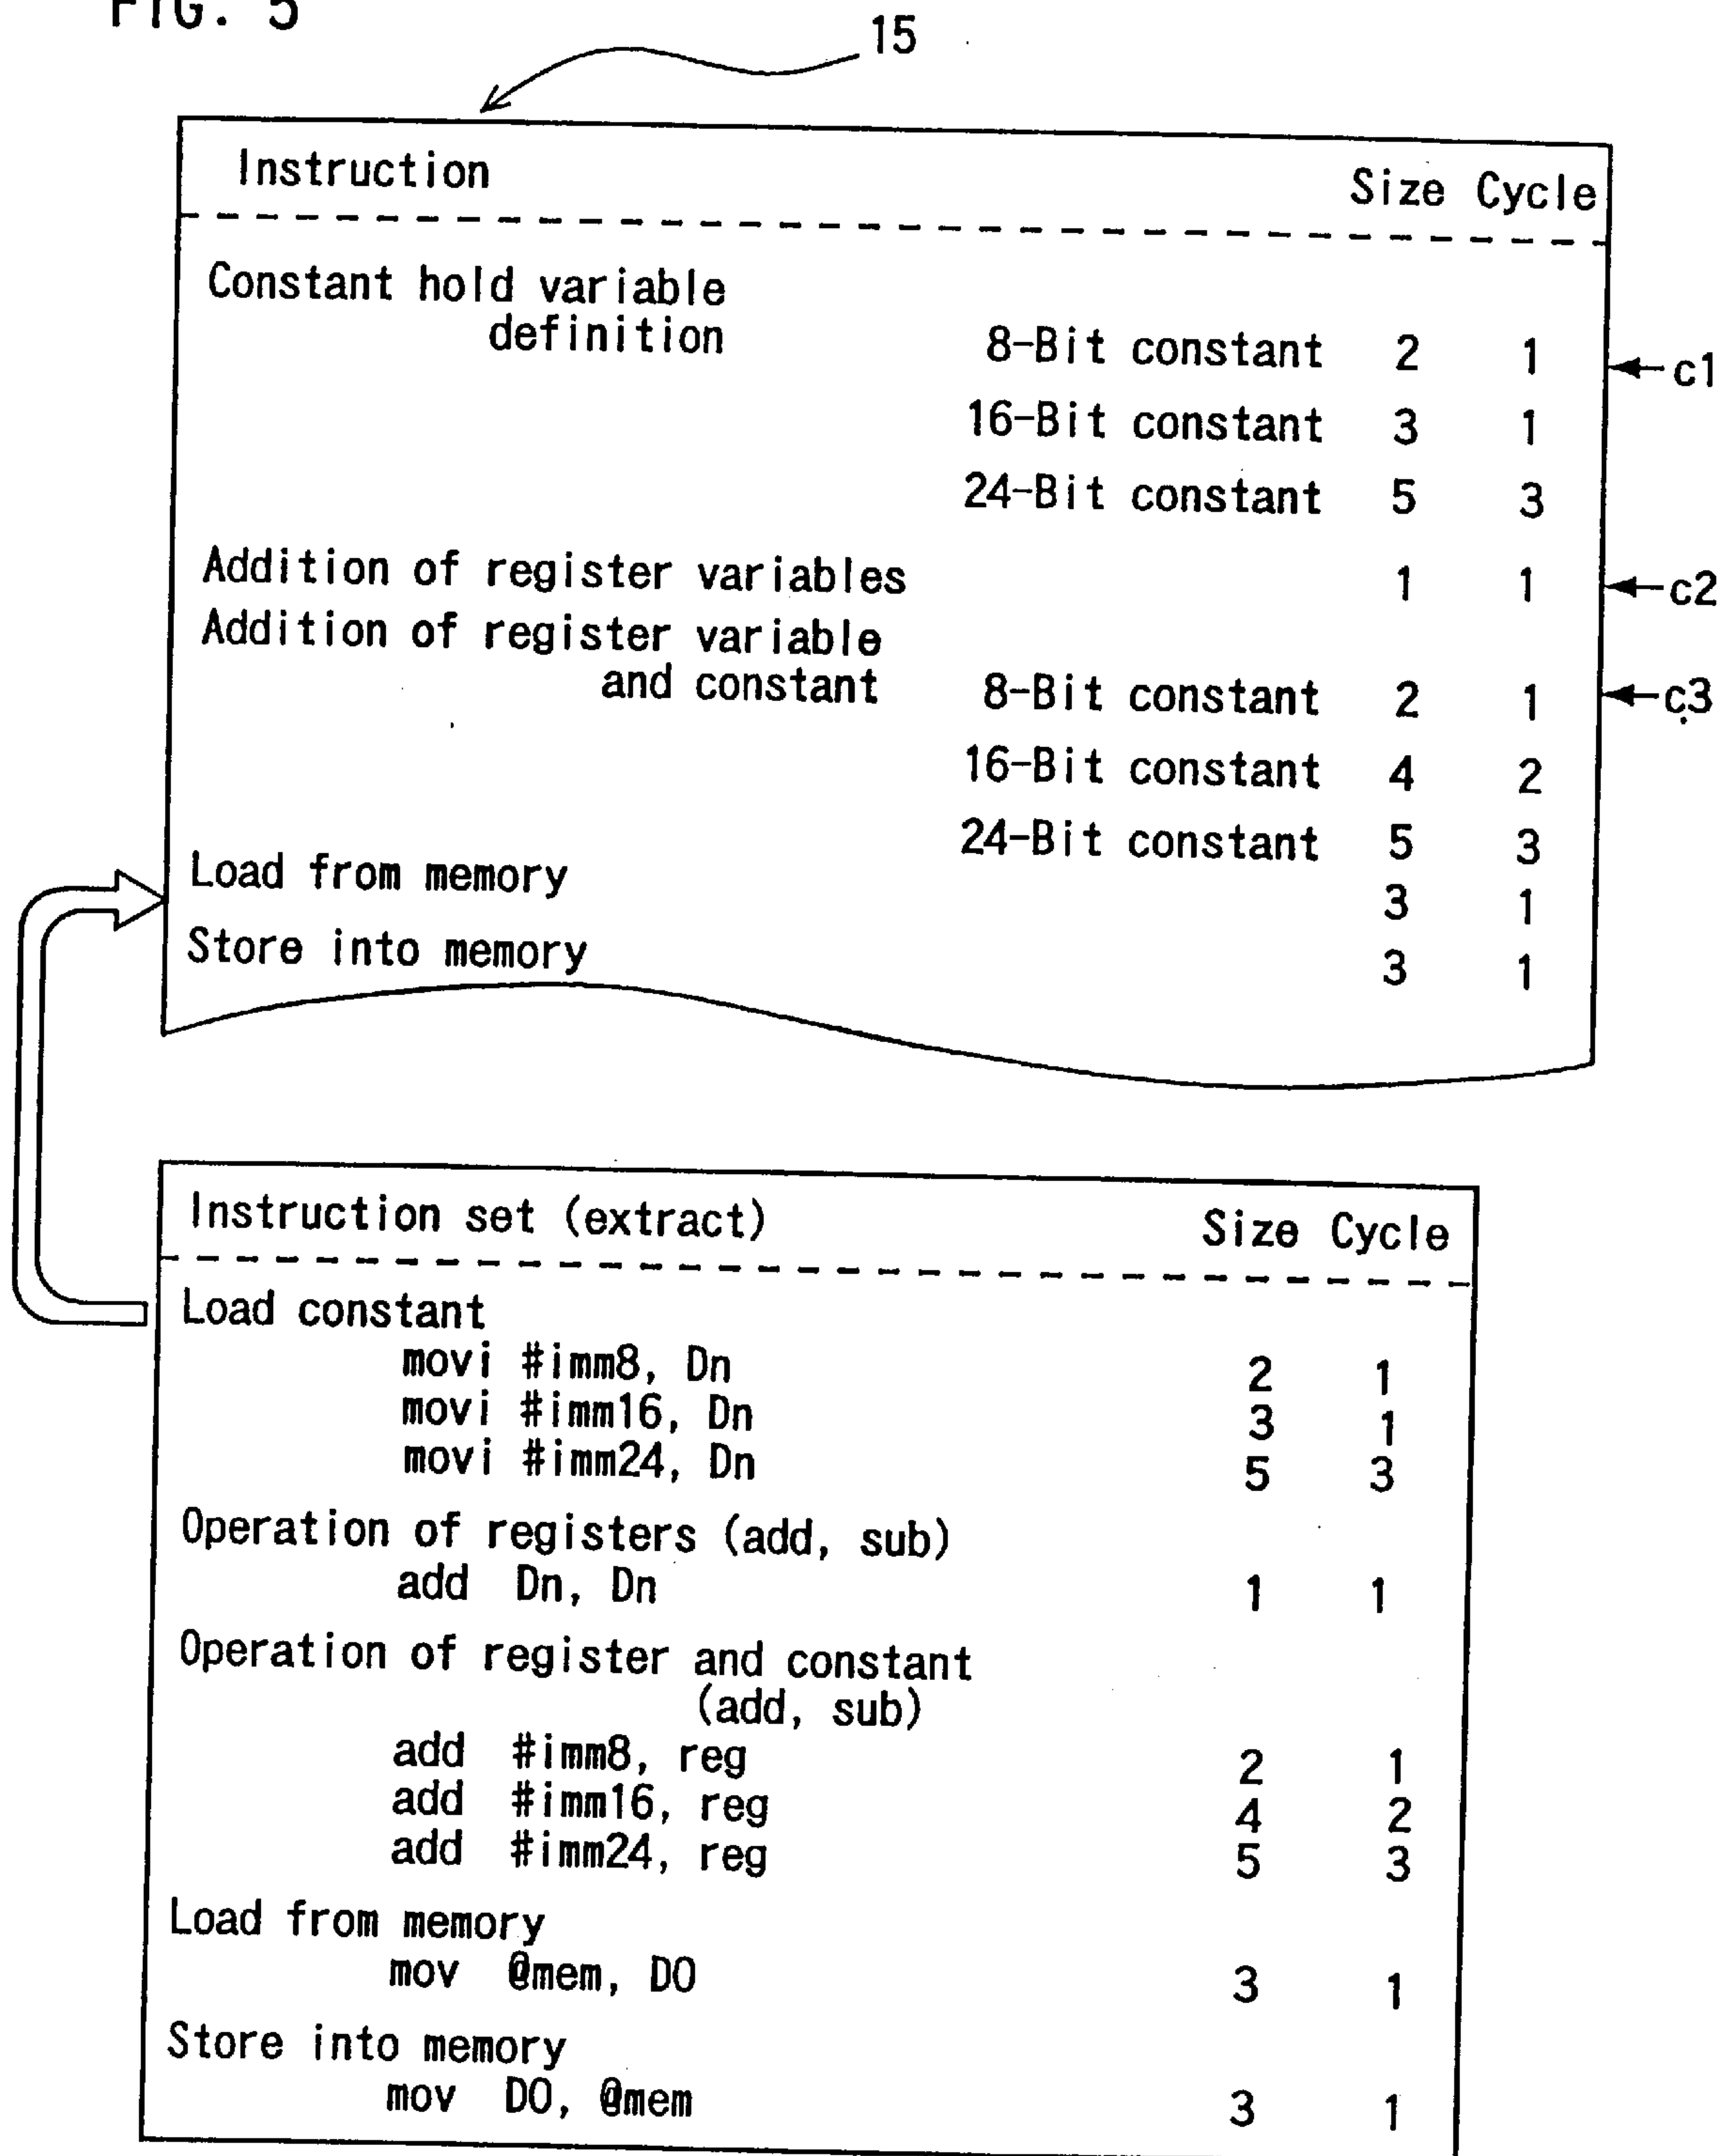 FIG. 5
15
Instruction Size Cycle
Constant hold variable
definition 8-Bit constant 2 1 c1
16-Bit constant 3 1
24-Bit constant 5 3
Addition of register variables 1 1 c2
Addition of register variable
and constant 8-Bit constant 2 1 c3
16-Bit constant 4 2
24-Bit constant 5 3
Load from memory 3 1
Store into memory 3 1
Instruction set (extract) Size Cycle
Load constant
movi #imm8, Dn 2 1
movi #imm16, Dn 3 1
movi #imm24, Dn 5 3
Operation of registers (add, sub)
add Dn, Dn 1 1
Operation of register and constant
(add, sub)
add #imm8, reg 2 1
add #imm16, reg 4 2
add #imm24, reg 5 3
Load from memory
mov @mem, D0 3 1
Store into memory
mov D0, @mem 3 1